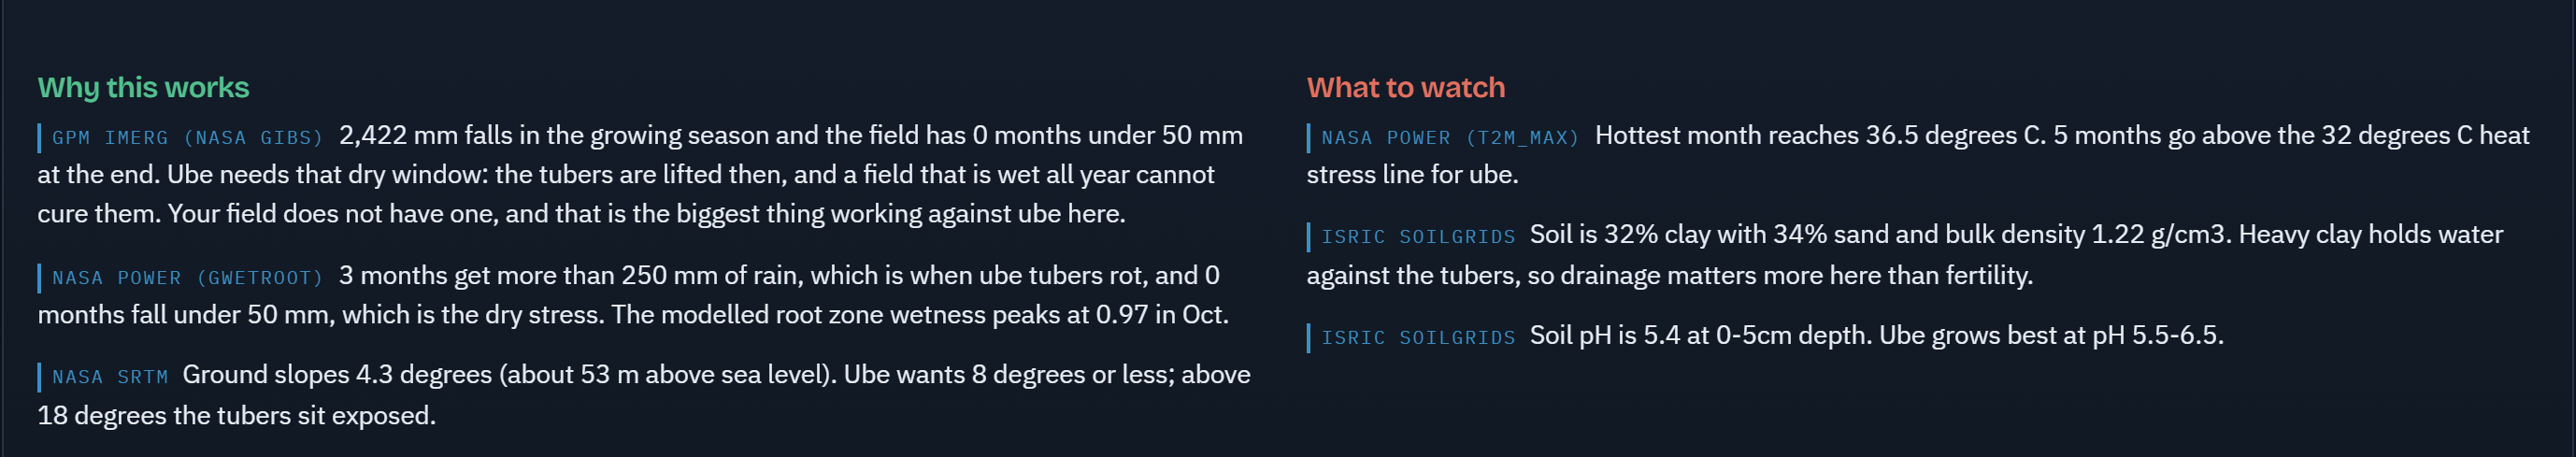 Why this works
GPM IMERG (NASA GIBS) 2,422 mm falls in the growing season and the field has 0 months under 50 mm
at the end. Ube needs that dry window: the tubers are lifted then, and a field that is wet all year cannot
cure them. Your field does not have one, and that is the biggest thing working against ube here.
NASA POWER (GWETROOT) 3 months get more than 250 mm of rain, which is when ube tubers rot, and 0
months fall under 50 mm, which is the dry stress. The modelled root zone wetness peaks at 0.97 in Oct.
NASA SRTM Ground slopes 4.3 degrees (about 53 m above sea level). Ube wants 8 degrees or less; above
18 degrees the tubers sit exposed.
What to watch
NASA POWER (T2M_MAX) Hottest month reaches 36.5 degrees C. 5 months go above the 32 degrees C heat
stress line for ube.
ISRIC SOILGRIDS Soil is 32% clay with 34% sand and bulk density 1.22 g/cm3. Heavy clay holds water
against the tubers, so drainage matters more here than fertility.
ISRIC SOILGRIDS Soil pH is 5.4 at 0-5cm depth. Ube grows best at pH 5.5-6.5.